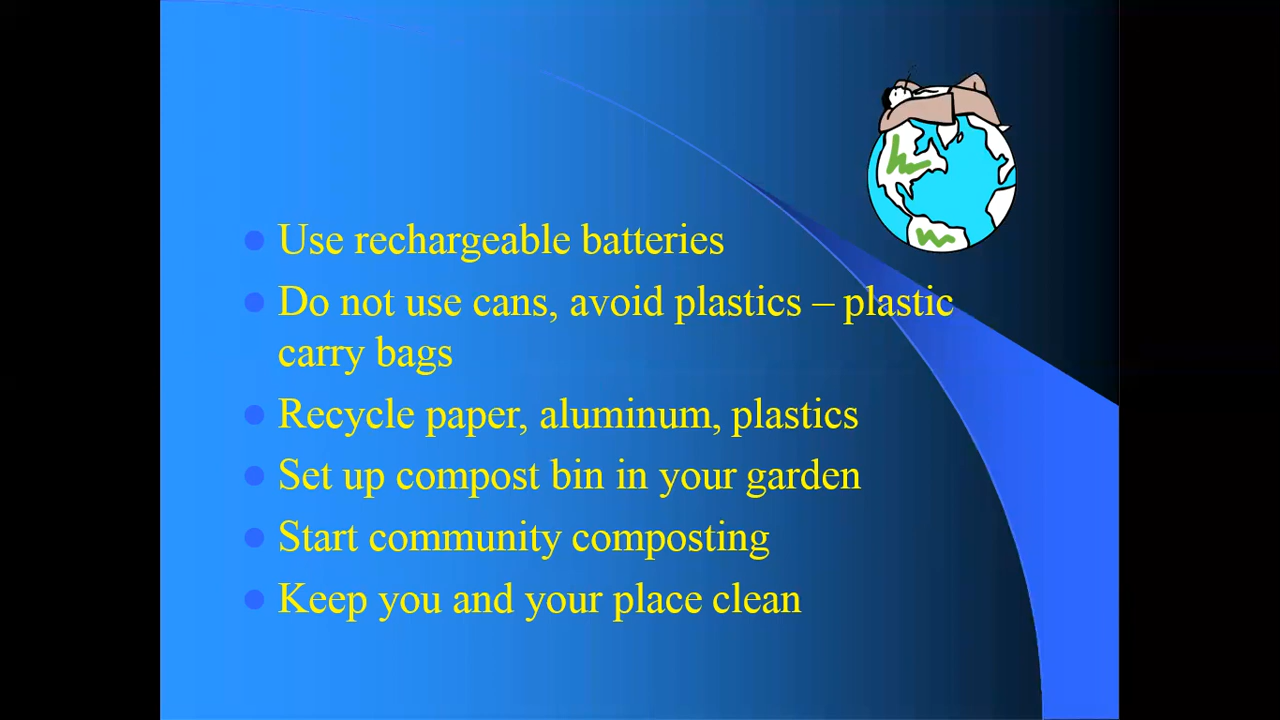 Use rechargeable batteries
Do not use cans, avoid plastics – plastic
carry bags
Recycle paper, aluminum, plastics
Set up compost bin in your garden
Start community composting
Keep you and your place clean